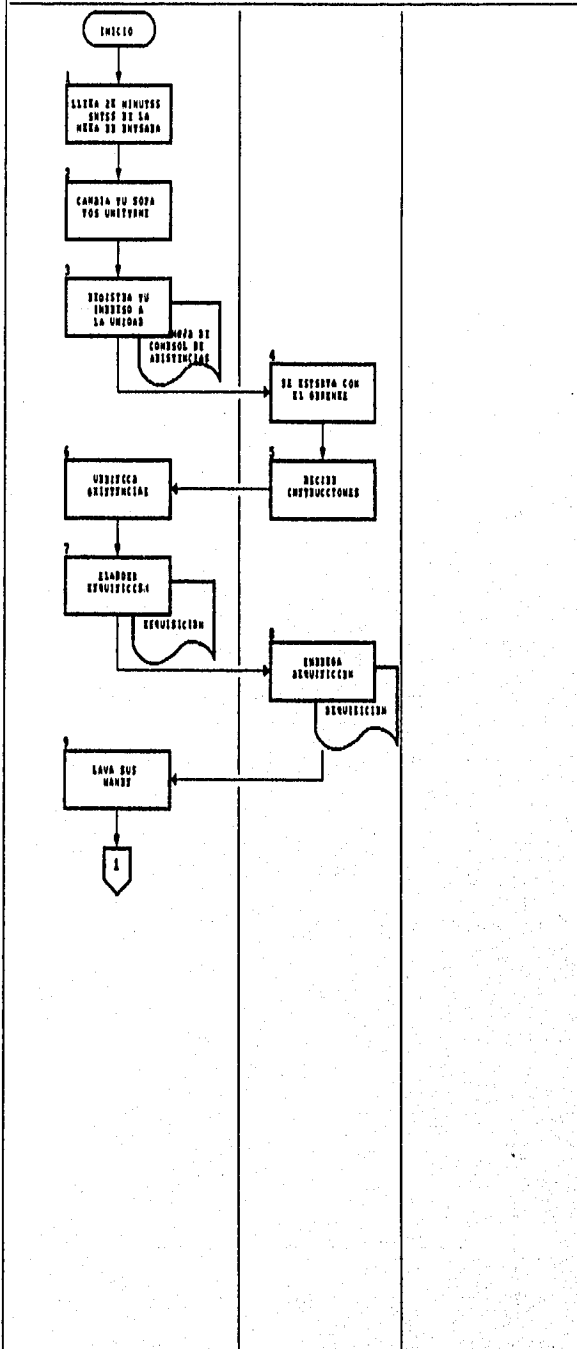 INICIO
1
LLEGA 20 MINUTOS
ANTES DE LA
HORA DE ENTRADA
2
CAMBIA SU ROPA
POR UNIFORME
3
REGISTRA SU
INGRESO A
LA UNIDAD
HOJA DE
CONTROL DE
ASISTENCIAS
4
SE CON
EL GERENTE
5
RECIBE
INSTRUCCIONES
6
VERIFICA
EXISTENCIAS
7
ELABORA
REQUISICION
REQUISICION
8
ENTREGA
REQUISICION
REQUISICION
9
LAVA SUS
MANOS
1